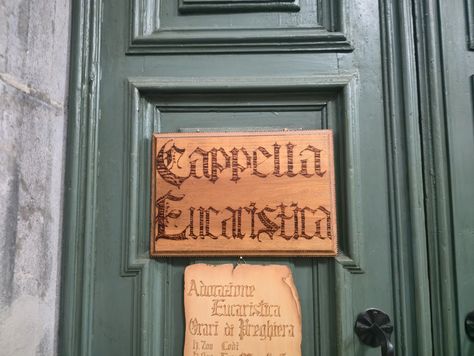 Cappella
Eucaristica
Adorazione
Eucaristica
Orari di Preghiera